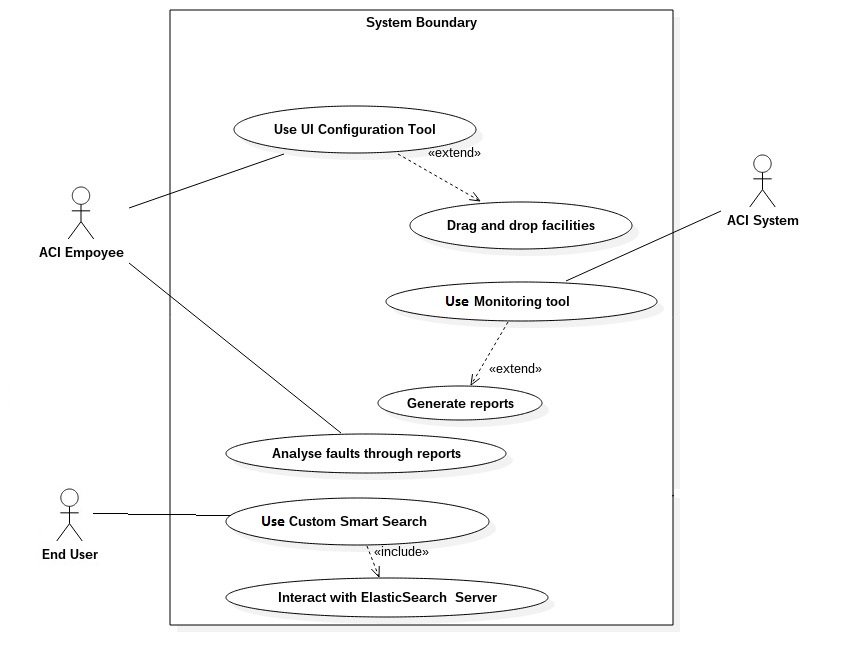 System Boundary
Use UI Configuration Tool
«extend»
ACI System
Drag and drop facilities
ACI Empoyee
Use Monitoring tool
«extend»
Generate reports
Analyse faults through reports
Use Custom Smart Search
«include»
End User
Interact with ElasticSearch Server